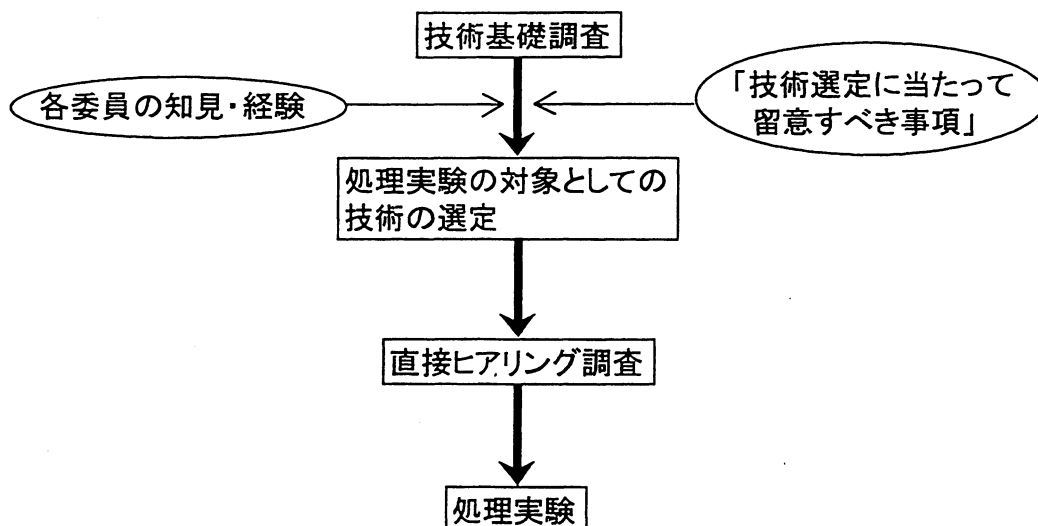 技術基礎調査
各委員の知見・経験
「技術選定に当たって
留意すべき事項」
処理実験の対象としての
技術の選定
直接ヒアリング調査
処理実験